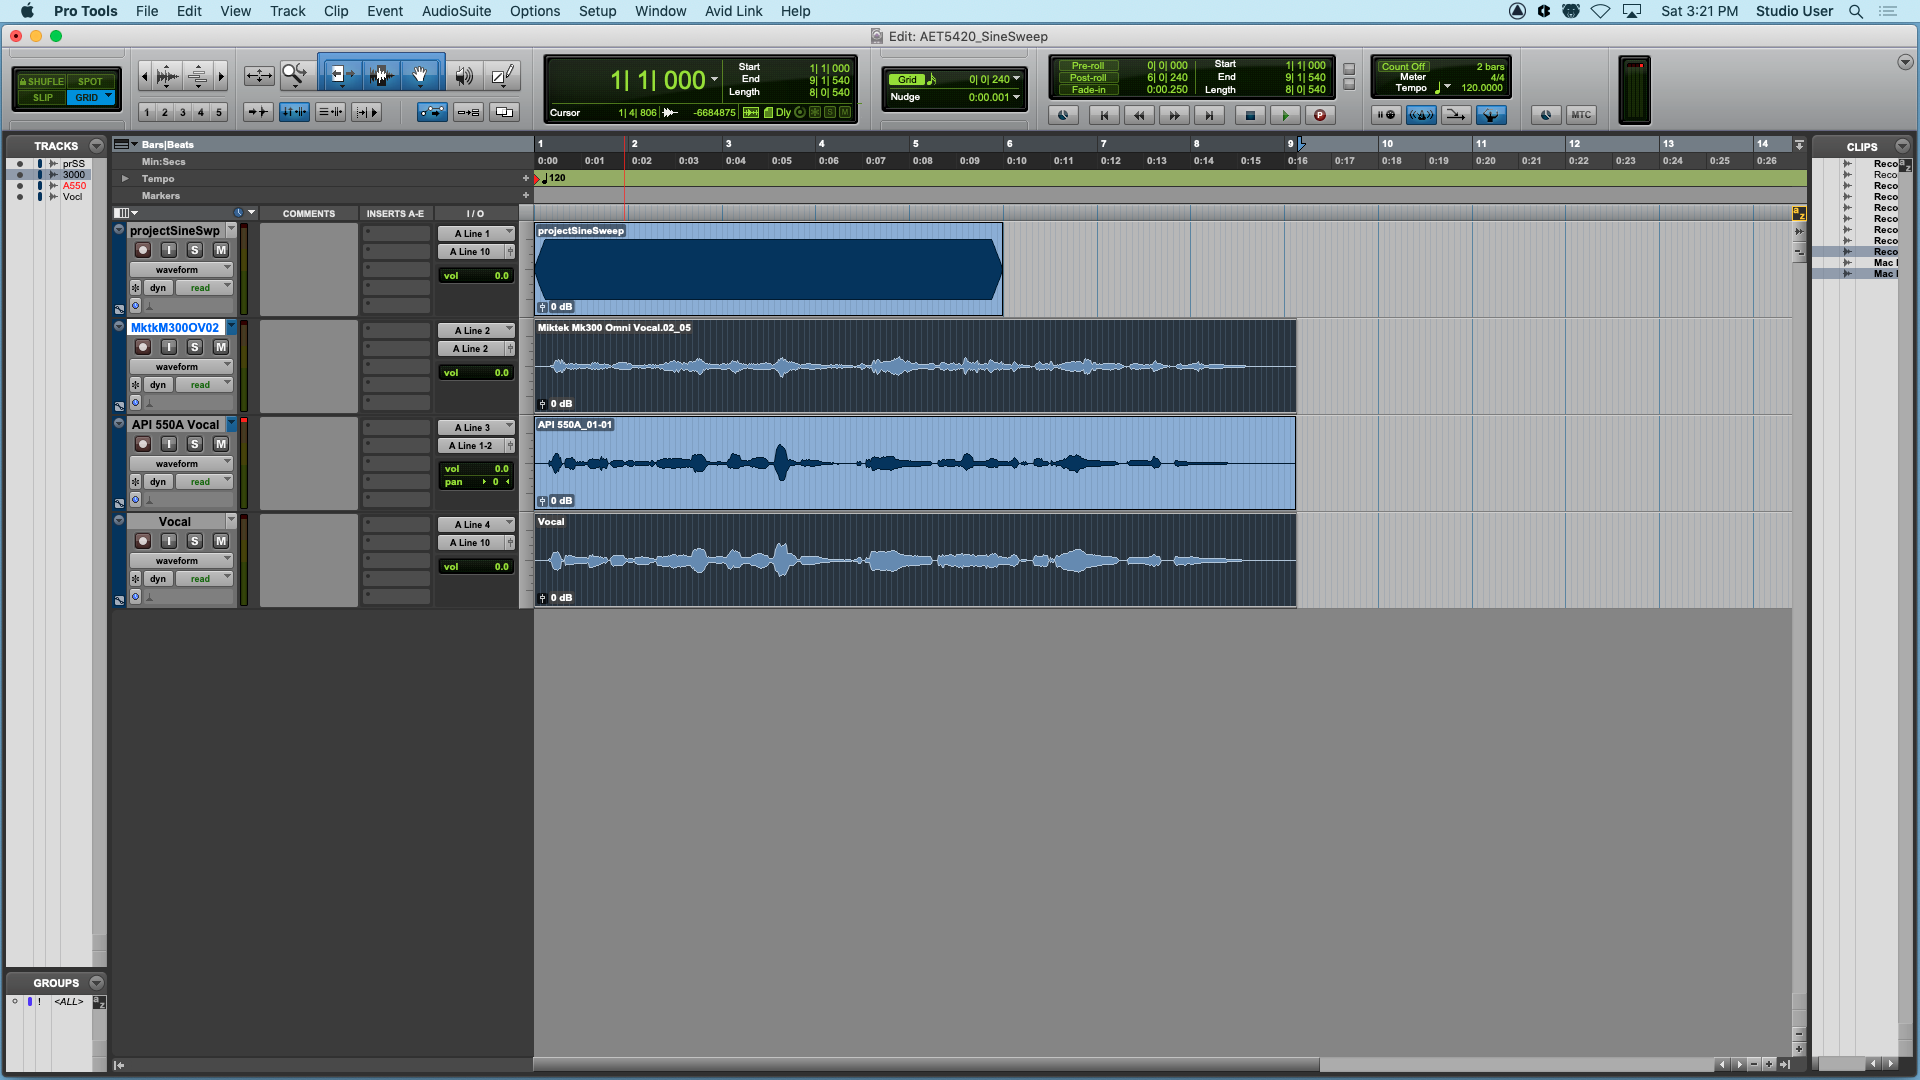 Pro Tools File Edit View Track Clip Event AudioSuite Options Setup Window Avid Link Help Sat 3:21 PM Studio User
Edit: AET5420_SineSweep
SHUFLE SPOT
SLIP GRID
1 2 3 4 5
1| 1| 000
Start 1| 1| 000
End 9| 1| 540
Length 8| 0| 540
Cursor 1| 4| 806 -6684875 Dly S M
Grid 0| 0| 240
Nudge 0:00.001
Pre-roll 0| 0| 000
Post-roll 6| 0| 240
Fade-in 0:00.250
Start 1| 1| 000
End 9| 1| 540
Length 8| 0| 540
Count Off 2 bars
Meter 4/4
Tempo 120.0000
MTC
TRACKS
prSS
3000
A550
Vocl
Bars|Beats 1 2 3 4 5 6 7 8 9 10 11 12 13 14
Min:Secs 0:00 0:01 0:02 0:03 0:04 0:05 0:06 0:07 0:08 0:09 0:10 0:11 0:12 0:13 0:14 0:15 0:16 0:17 0:18 0:19 0:20 0:21 0:22 0:23 0:24 0:25 0:26
Tempo + 120
Markers +
COMMENTS INSERTS A-E I / O
projectSineSwp
I S M
waveform
dyn read
A Line 1
A Line 10
vol 0.0
projectSineSweep
0 dB
MktkM300OV02
I S M
waveform
dyn read
A Line 2
A Line 2
vol 0.0
Miktek Mk300 Omni Vocal.02_05
0 dB
API 550A Vocal
I S M
waveform
dyn read
A Line 3
A Line 1-2
vol 0.0
pan 0
API 550A_01-01
0 dB
Vocal
I S M
waveform
dyn read
A Line 4
A Line 10
vol 0.0
Vocal
0 dB
CLIPS
Reco
Reco
Reco
Reco
Reco
Reco
Reco
Reco
Reco
Mac
Mac
GROUPS
! <ALL>
a z